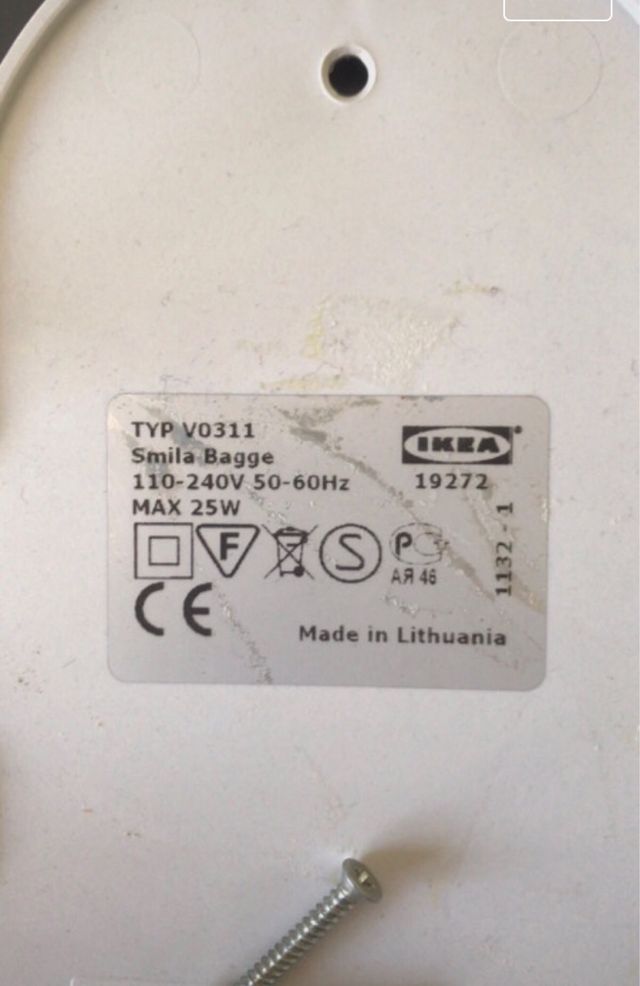 TYP V0311
Smila Bagge
110-240V 50-60Hz
MAX 25W
IKEA®
19272
F
S
PC
АЯ 46
1132 - 1
CE
Made in Lithuania